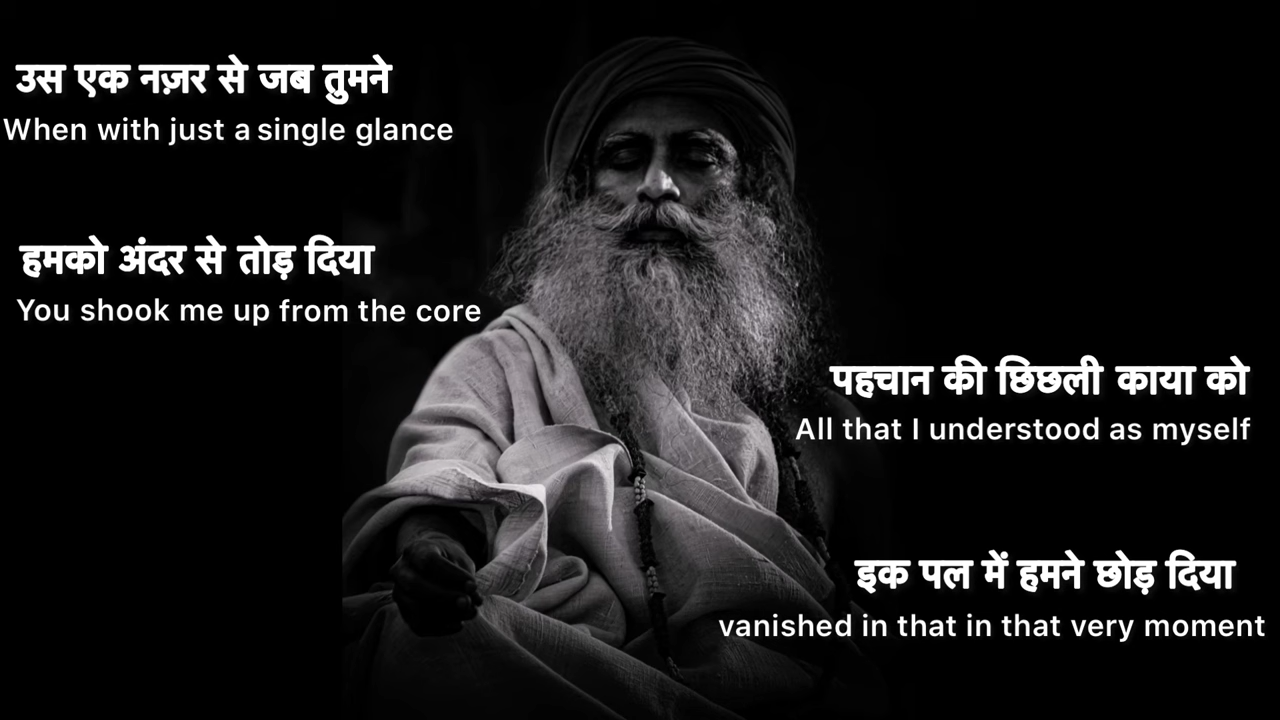 उस एक नज़र से जब तुमने
When with just a single glance
हमको अंदर से तोड़ दिया
You shook me up from the core
पहचान की छिछली काया को
All that I understood as myself
इक पल में हमने छोड़ दिया
vanished in that in that very moment